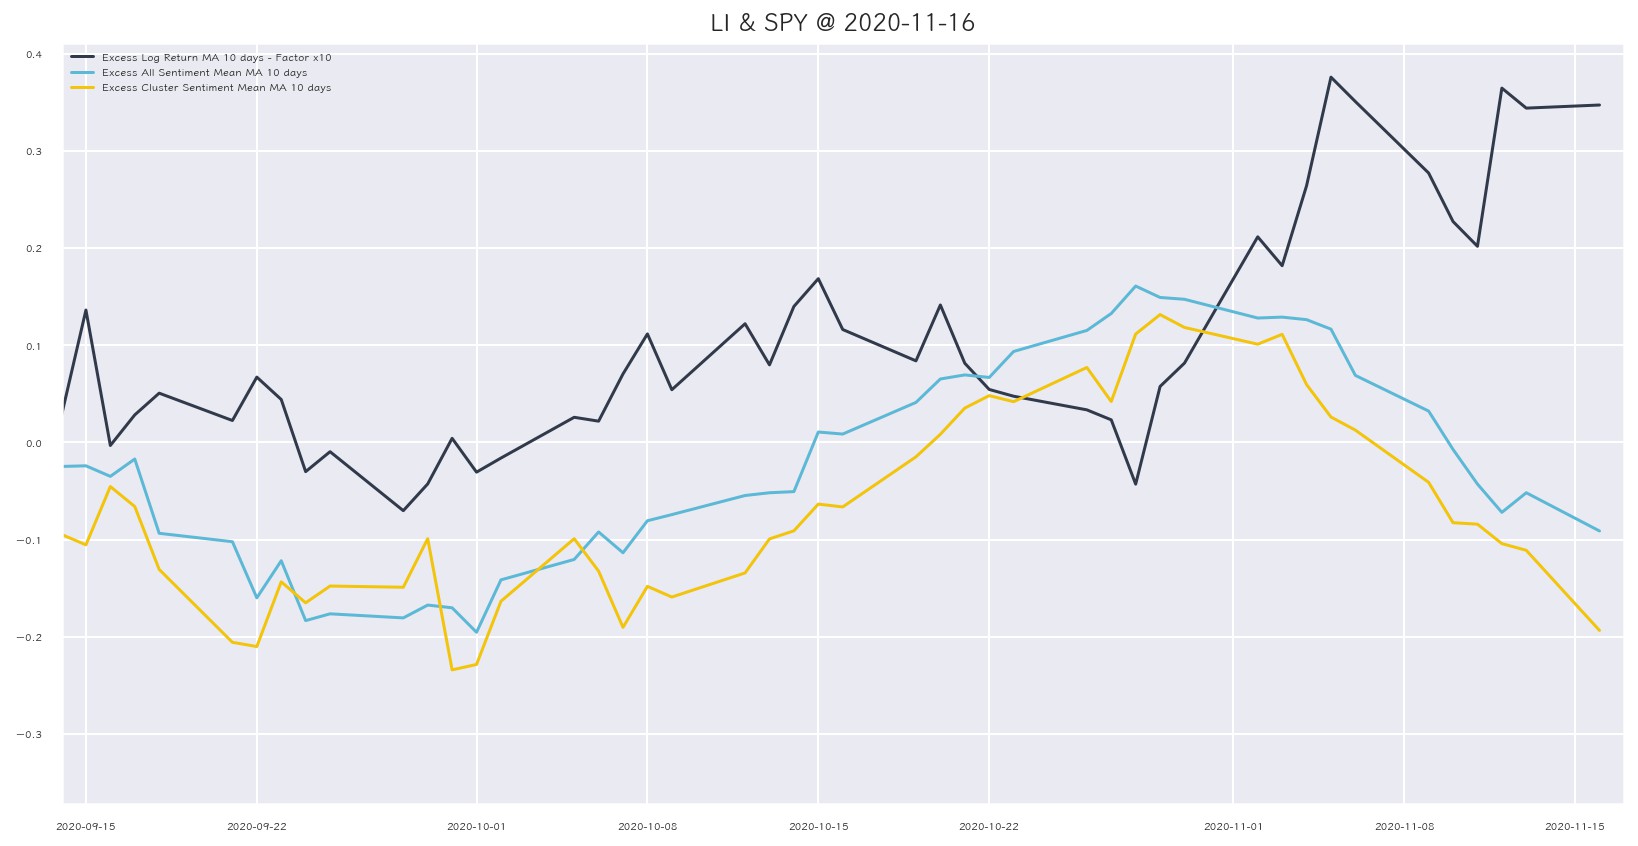 LI & SPY @ 2020-11-16
Excess Log Return MA 10 days - Factor x10
Excess All Sentiment Mean MA 10 days
Excess Cluster Sentiment Mean MA 10 days
0.4
0.3
0.2
0.1
0.0
−0.1
−0.2
−0.3
2020-09-15 2020-09-22 2020-10-01 2020-10-08 2020-10-15 2020-10-22 2020-11-01 2020-11-08 2020-11-15